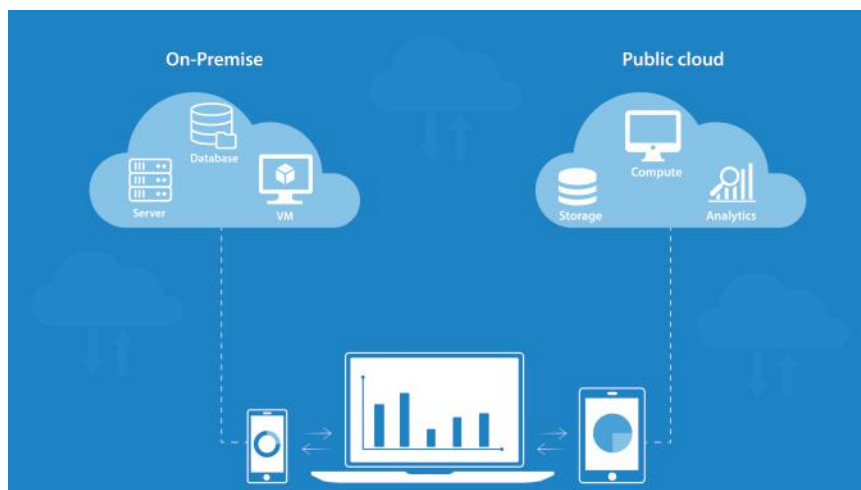 On-Premise
Public cloud
Database
Server
VM
Compute
Storage
Analytics